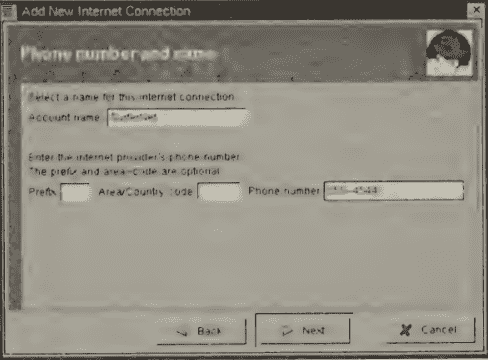 Add New Internet Connection
Phone number and name
Select a name for this internet connection
Account name
Enter the internet provider's phone number
The prefix and area-code are optional
Prefix Area/Country code Phone number
Back Next Cancel